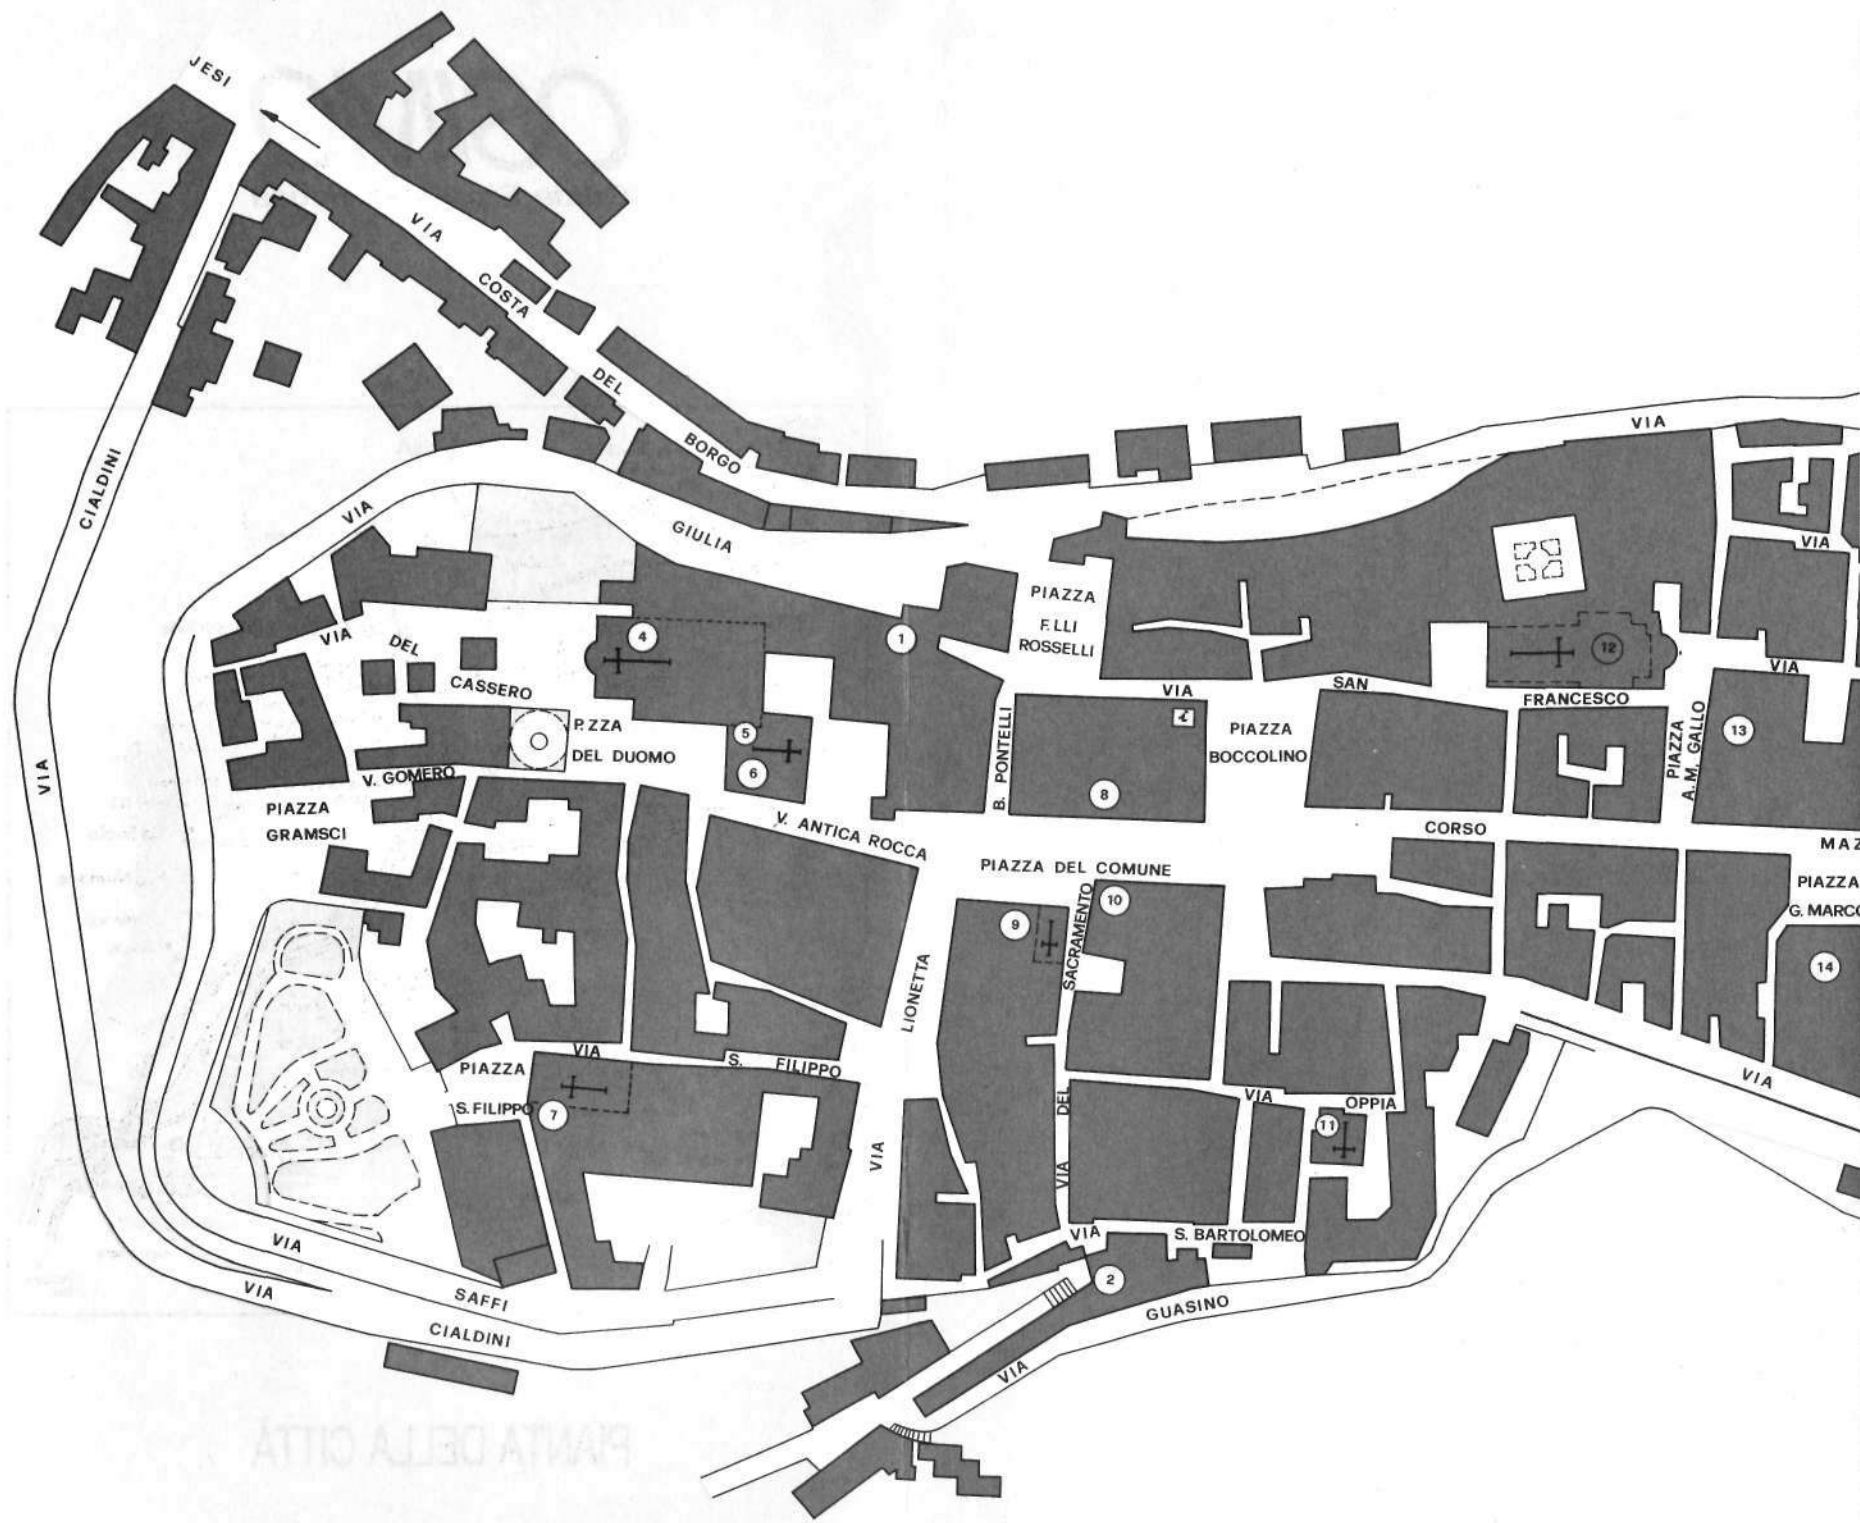 JESI
VIA
COSTA
DEL
BORGO
VIA
CIALDINI
VIA
GIULIA
VIA
VIA
VIA
DEL
CASSERO
4
1
PIAZZA
F.LLI
ROSSELLI
12
VIA
VIA
SAN
FRANCESCO
P.ZZA
DEL DUOMO
5
6
B. PONTELLI
i
PIAZZA
BOCCOLINO
PIAZZA
A.M. GALLO
13
V. GOMERO
PIAZZA
GRAMSCI
8
V. ANTICA ROCCA
CORSO
MAZ
PIAZZA DEL COMUNE
PIAZZA
G. MARCO
9
10
SACRAMENTO
14
LIONETTA
VIA
S. FILIPPO
PIAZZA
S. FILIPPO
7
VIA
DEL
VIA
VIA
OPPIA
11
VIA
VIA
S. BARTOLOMEO
2
VIA
GUASINO
VIA
SAFFI
VIA
CIALDINI
PIANTA DELLA CITTÀ